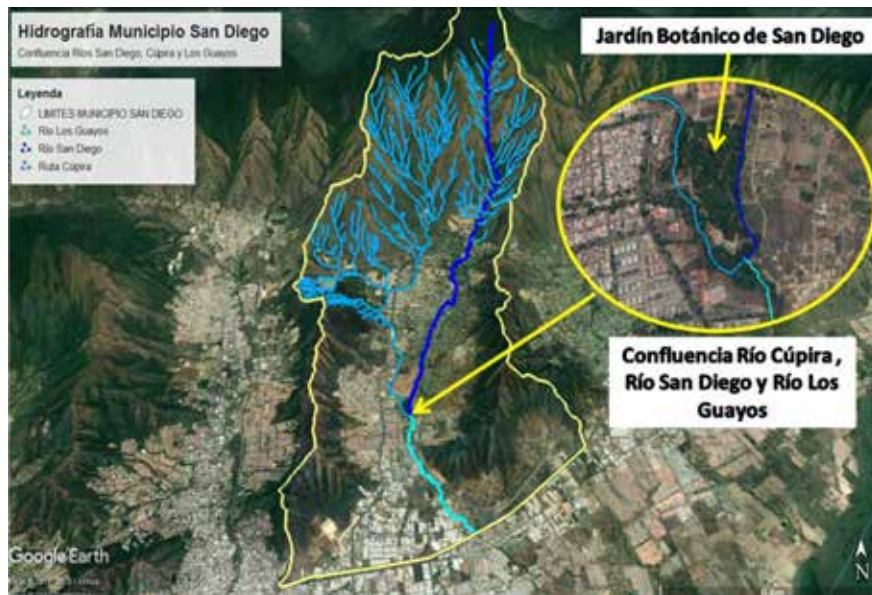 Hidrografía Municipio San Diego
Confluencia Ríos San Diego, Cúpira y Los Guayos
Leyenda
LIMITES MUNICIPIO SAN DIEGO
Río Los Guayos
Río San Diego
Ruta Cúpira
Jardín Botánico de San Diego
Confluencia Río Cúpira ,
Río San Diego y Río Los
Guayos
Google Earth
N